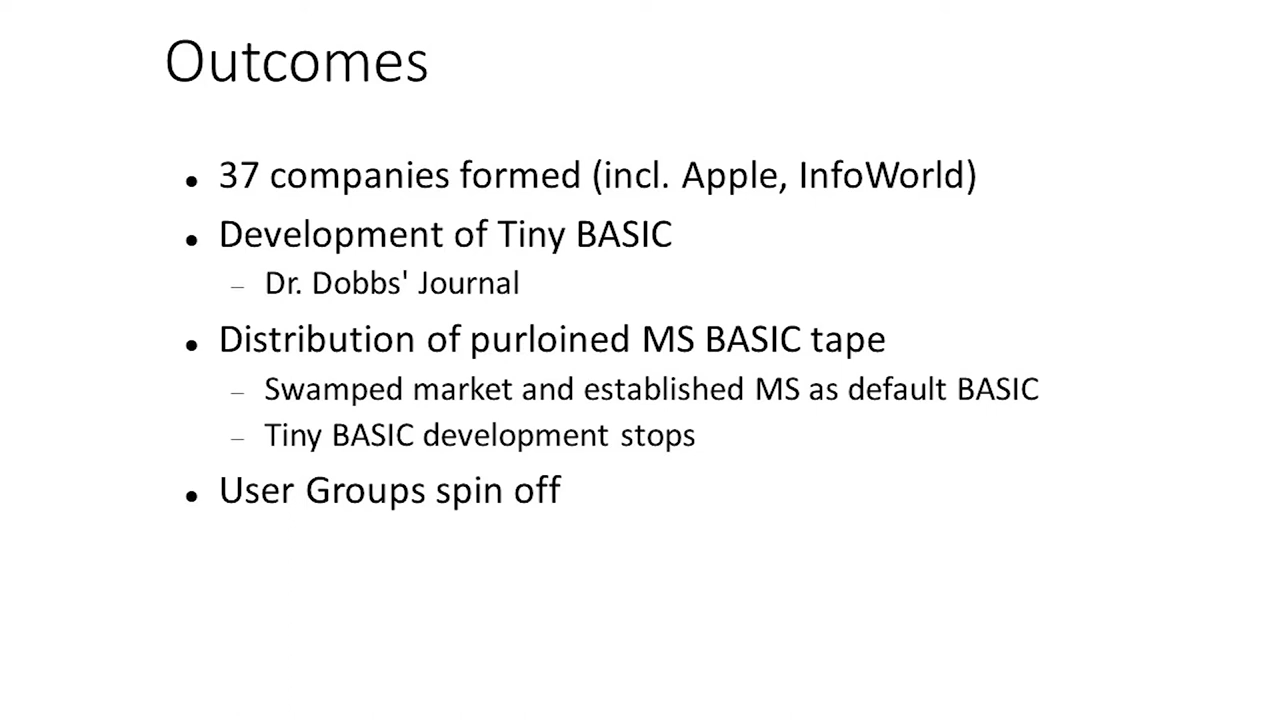 Outcomes
• 37 companies formed (incl. Apple, InfoWorld)
• Development of Tiny BASIC
– Dr. Dobbs' Journal
• Distribution of purloined MS BASIC tape
– Swamped market and established MS as default BASIC
– Tiny BASIC development stops
• User Groups spin off